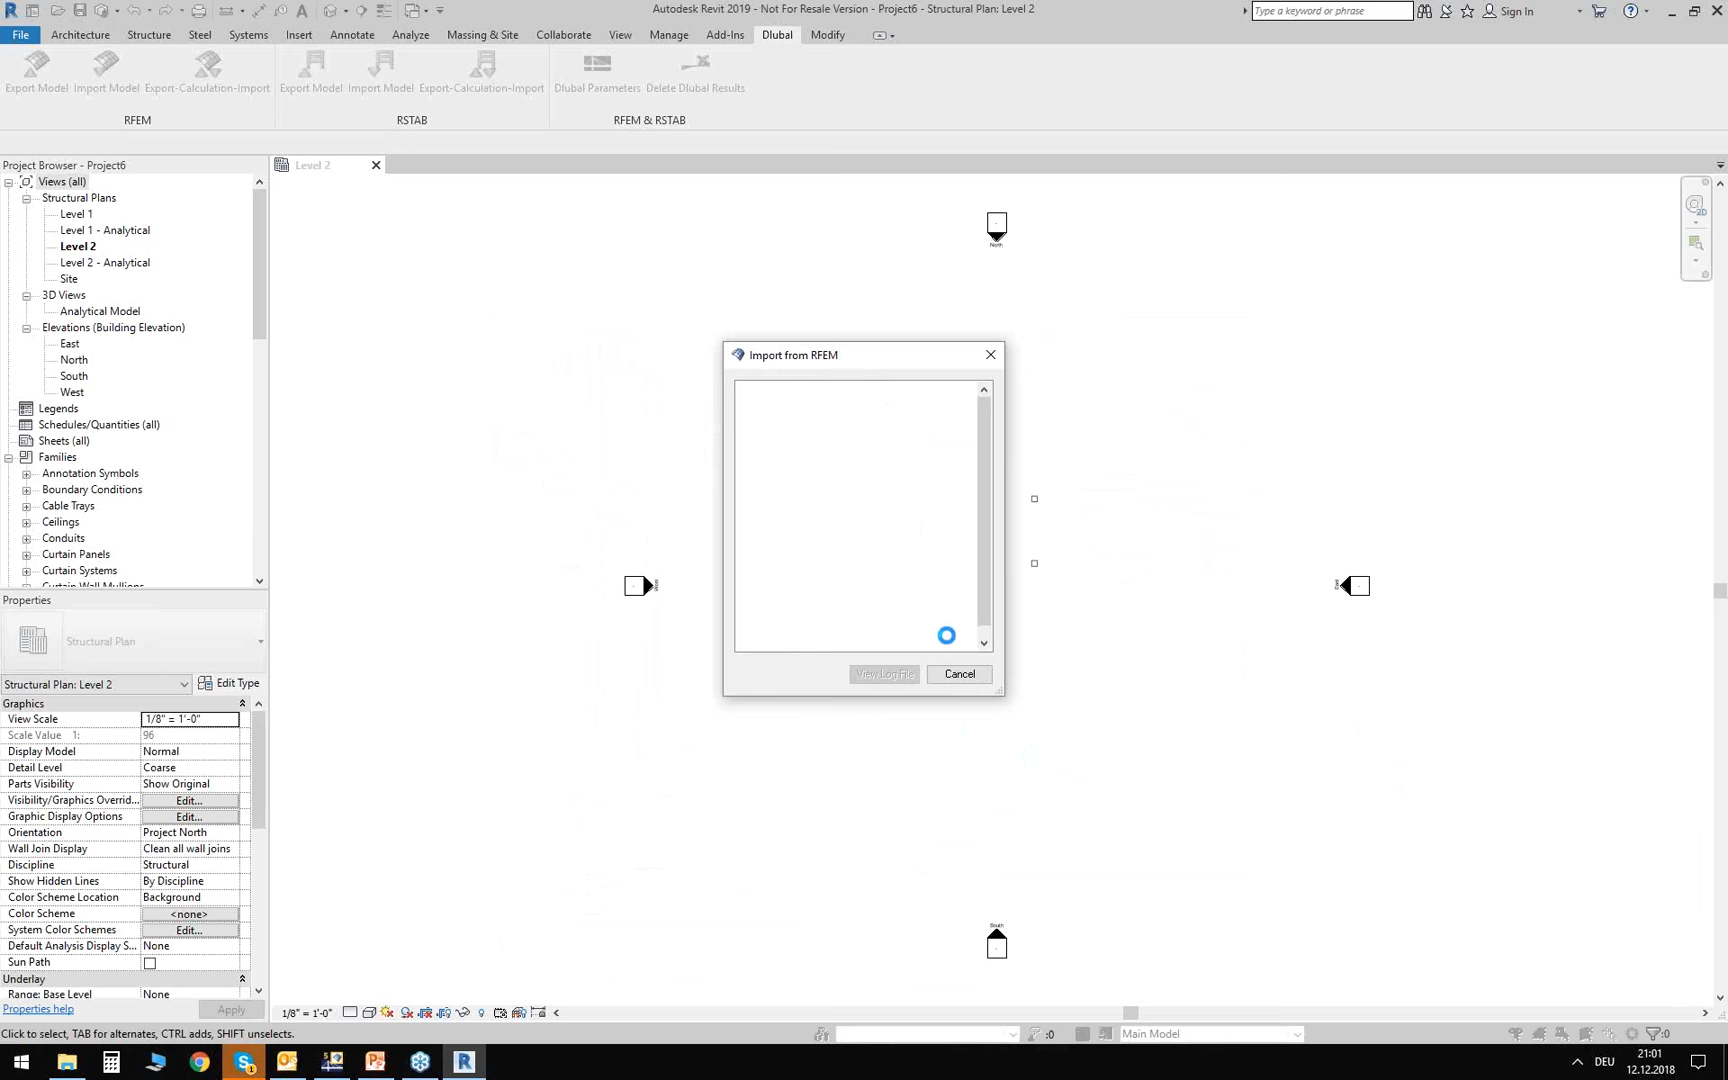 Autodesk Revit 2019 - Not For Resale Version - Project6 - Structural Plan: Level 2
Type a keyword or phrase
Sign In
File Architecture Structure Steel Systems Insert Annotate Analyze Massing & Site Collaborate View Manage Add-Ins Dlubal Modify
Export Model Import Model Export-Calculation-Import Export Model Import Model Export-Calculation-Import Dlubal Parameters Delete Dlubal Results
RFEM RSTAB RFEM & RSTAB
Project Browser - Project6
Views (all)
Structural Plans
Level 1
Level 1 - Analytical
Level 2
Level 2 - Analytical
Site
3D Views
Analytical Model
Elevations (Building Elevation)
East
North
South
West
Legends
Schedules/Quantities (all)
Sheets (all)
Families
Annotation Symbols
Boundary Conditions
Cable Trays
Ceilings
Conduits
Curtain Panels
Curtain Systems
Curtain Wall Mullions
Level 2
2D
North
Import from RFEM
View Log File Cancel
South
Properties
Structural Plan
Structural Plan: Level 2 Edit Type
Graphics
View Scale 1/8" = 1'-0"
Scale Value 1: 96
Display Model Normal
Detail Level Coarse
Parts Visibility Show Original
Visibility/Graphics Overrid... Edit...
Graphic Display Options Edit...
Orientation Project North
Wall Join Display Clean all wall joins
Discipline Structural
Show Hidden Lines By Discipline
Color Scheme Location Background
Color Scheme <none>
System Color Schemes Edit...
Default Analysis Display S... None
Sun Path
Underlay
Range: Base Level None
Properties help Apply
1/8" = 1'-0"
Click to select, TAB for alternates, CTRL adds, SHIFT unselects.
:0 Main Model :0
DEU
21:01
12.12.2018